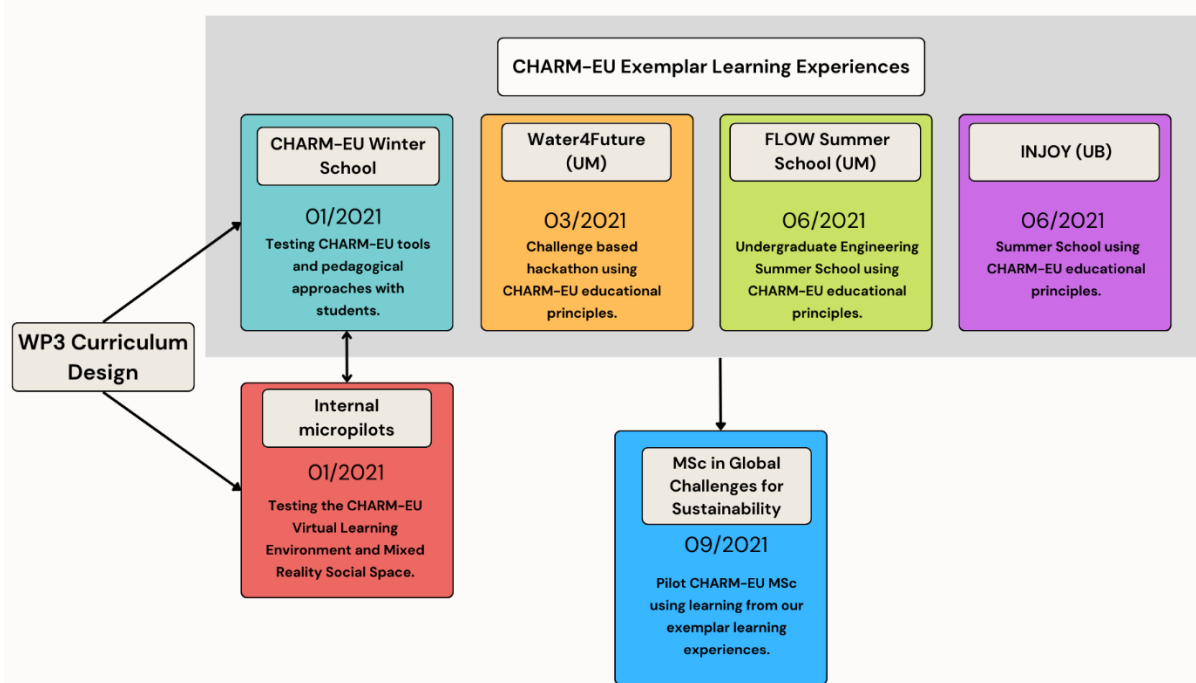 CHARM-EU Exemplar Learning Experiences
CHARM-EU Winter
School
01/2021
Testing CHARM-EU tools
and pedagogical
approaches with
students.
Water4Future
(UM)
03/2021
Challenge based
hackathon using
CHARM-EU educational
principles.
FLOW Summer
School (UM)
06/2021
Undergraduate Engineering
Summer School using
CHARM-EU educational
principles.
INJOY (UB)
06/2021
Summer School using
CHARM-EU educational
principles.
WP3 Curriculum
Design
Internal
micropilots
01/2021
Testing the CHARM-EU
Virtual Learning
Environment and Mixed
Reality Social Space.
MSc in Global
Challenges for
Sustainability
09/2021
Pilot CHARM-EU MSc
using learning from our
exemplar learning
experiences.